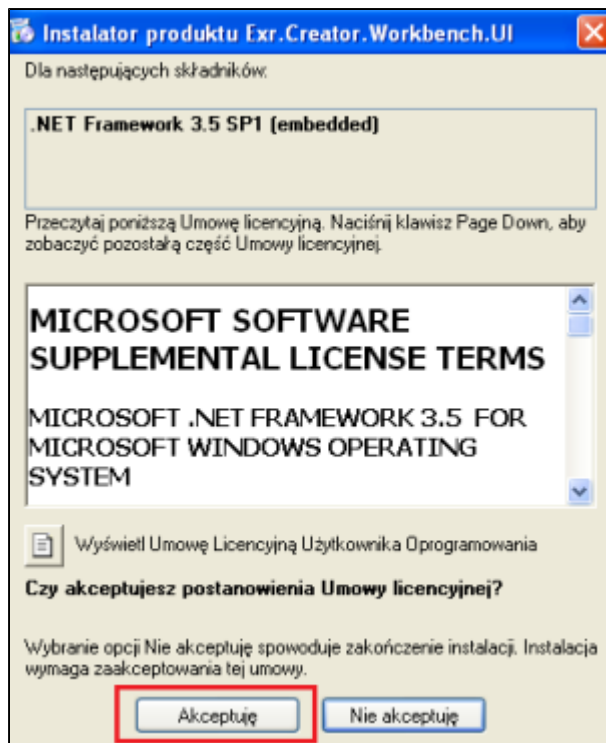 Instalator produktu Exr.Creator.Workbench.UI
Dla następujących składników:
.NET Framework 3.5 SP1 (embedded)
Przeczytaj poniższą Umowę licencyjną. Naciśnij klawisz Page Down, aby
zobaczyć pozostałą część Umowy licencyjnej.
MICROSOFT SOFTWARE
SUPPLEMENTAL LICENSE TERMS
MICROSOFT .NET FRAMEWORK 3.5 FOR
MICROSOFT WINDOWS OPERATING
SYSTEM
Wyświetl Umowę Licencyjną Użytkownika Oprogramowania
Czy akceptujesz postanowienia Umowy licencyjnej?
Wybranie opcji Nie akceptuję spowoduje zakończenie instalacji. Instalacja
wymaga zaakceptowania tej umowy.
Akceptuję Nie akceptuję